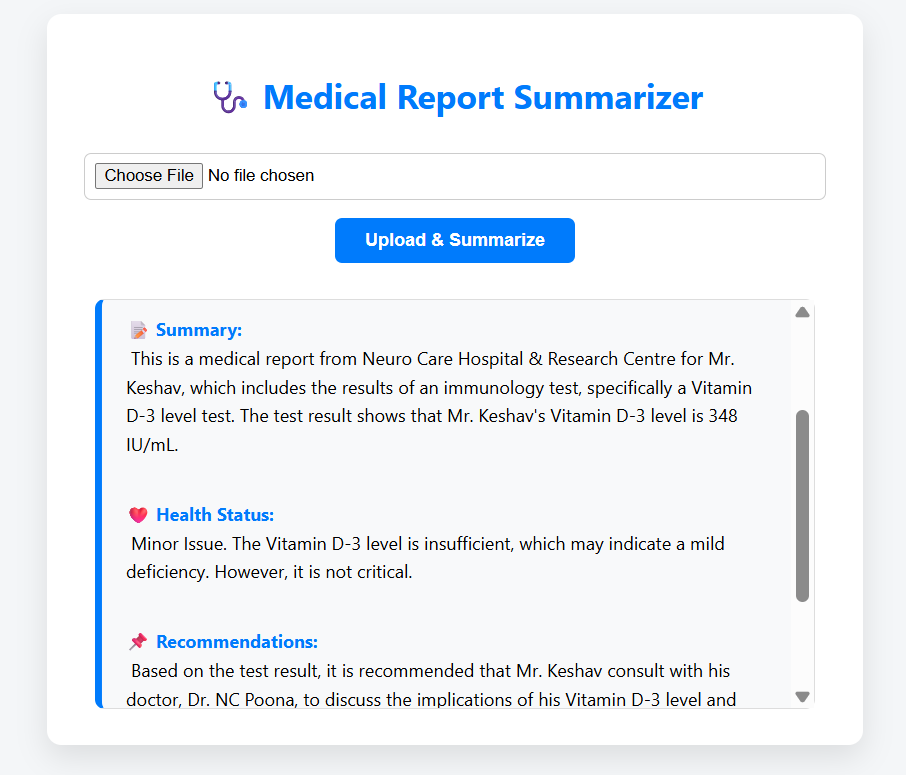 Medical Report Summarizer
Choose File No file chosen
Upload & Summarize
Summary:
This is a medical report from Neuro Care Hospital & Research Centre for Mr.
Keshav, which includes the results of an immunology test, specifically a Vitamin
D-3 level test. The test result shows that Mr. Keshav's Vitamin D-3 level is 348
IU/mL.
Health Status:
Minor Issue. The Vitamin D-3 level is insufficient, which may indicate a mild
deficiency. However, it is not critical.
Recommendations:
Based on the test result, it is recommended that Mr. Keshav consult with his
doctor, Dr. NC Poona, to discuss the implications of his Vitamin D-3 level and